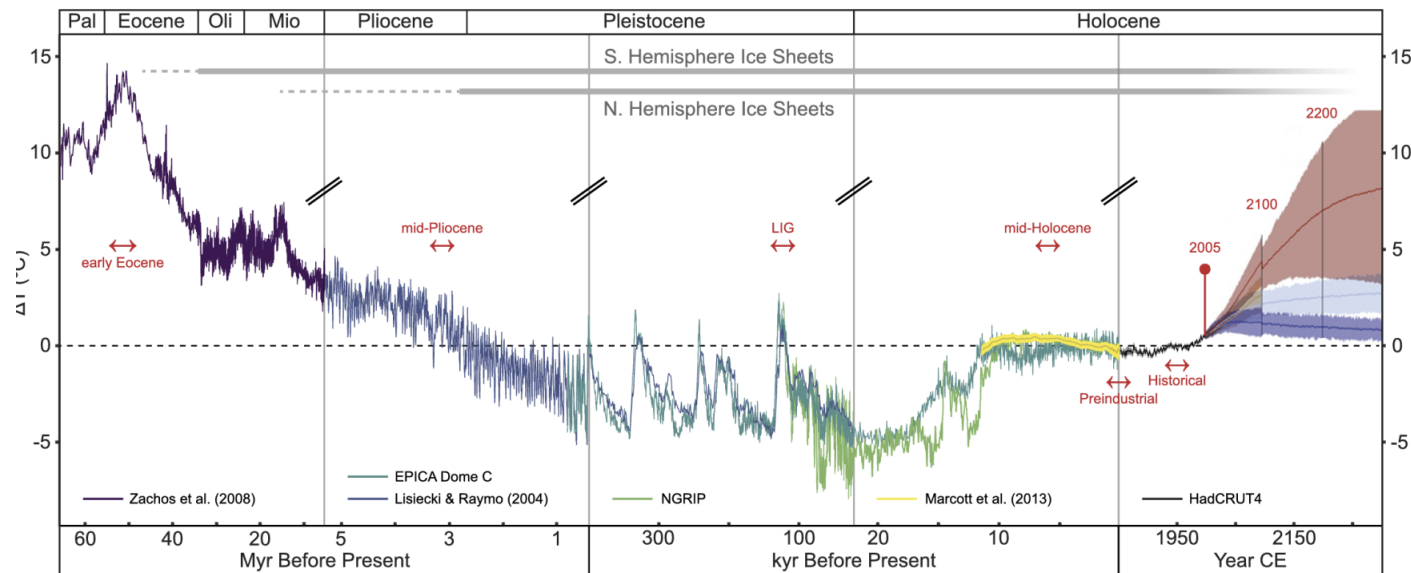 Pal Eocene Oli Mio Pliocene Pleistocene Holocene
15 S. Hemisphere Ice Sheets 15
N. Hemisphere Ice Sheets
2200
10 10
2100
mid-Pliocene LIG mid-Holocene
2005
5 5
early Eocene
ΔT (°C)
0 0
Historical
Preindustrial
-5 -5
EPICA Dome C
Zachos et al. (2008) Lisiecki & Raymo (2004) NGRIP Marcott et al. (2013) HadCRUT4
60 40 20 5 3 1 300 100 20 10 1950 2150
Myr Before Present kyr Before Present Year CE